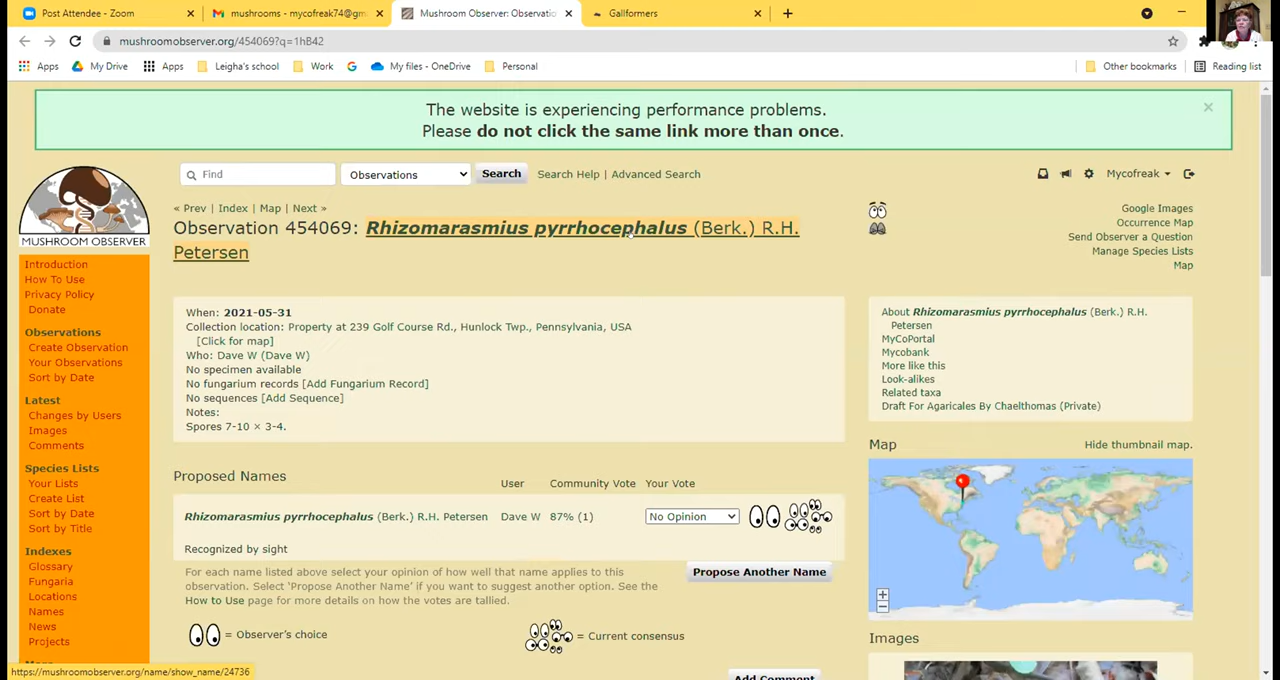 Post Attendee - Zoom
mushrooms - mycofreak74@gm
Mushroom Observer: Observatio
Gallformers
mushroomobserver.org/454069?q=1hB42
Apps
My Drive
Apps
Leigha's school
Work
My files - OneDrive
Personal
Other bookmarks
Reading list
The website is experiencing performance problems.
Please do not click the same link more than once.
×
Find
Observations
Search
Search Help | Advanced Search
Mycofreak
MUSHROOM OBSERVER
« Prev | Index | Map | Next »
Observation 454069: Rhizomarasmius pyrrhocephalus (Berk.) R.H.
Petersen
Google Images
Occurrence Map
Send Observer a Question
Manage Species Lists
Map
Introduction
How To Use
Privacy Policy
Donate
Observations
Create Observation
Your Observations
Sort by Date
Latest
Changes by Users
Images
Comments
Species Lists
Your Lists
Create List
Sort by Date
Sort by Title
Indexes
Glossary
Fungaria
Locations
Names
News
Projects
When: 2021-05-31
Collection location: Property at 239 Golf Course Rd., Hunlock Twp., Pennsylvania, USA
[Click for map]
Who: Dave W (Dave W)
No specimen available
No fungarium records [Add Fungarium Record]
No sequences [Add Sequence]
Notes:
Spores 7-10 × 3-4.
About Rhizomarasmius pyrrhocephalus (Berk.) R.H.
Petersen
MyCoPortal
Mycobank
More like this
Look-alikes
Related taxa
Draft For Agaricales By Chaelthomas (Private)
Map
Hide thumbnail map.
Proposed Names
User
Community Vote
Your Vote
Rhizomarasmius pyrrhocephalus (Berk.) R.H. Petersen
Dave W
87% (1)
No Opinion
Recognized by sight
For each name listed above select your opinion of how well that name applies to this
observation. Select ‘Propose Another Name’ if you want to suggest another option. See the
How to Use page for more details on how the votes are tallied.
Propose Another Name
= Observer's choice
= Current consensus
Add Comment
+
−
Images
https://mushroomobserver.org/name/show_name/24736